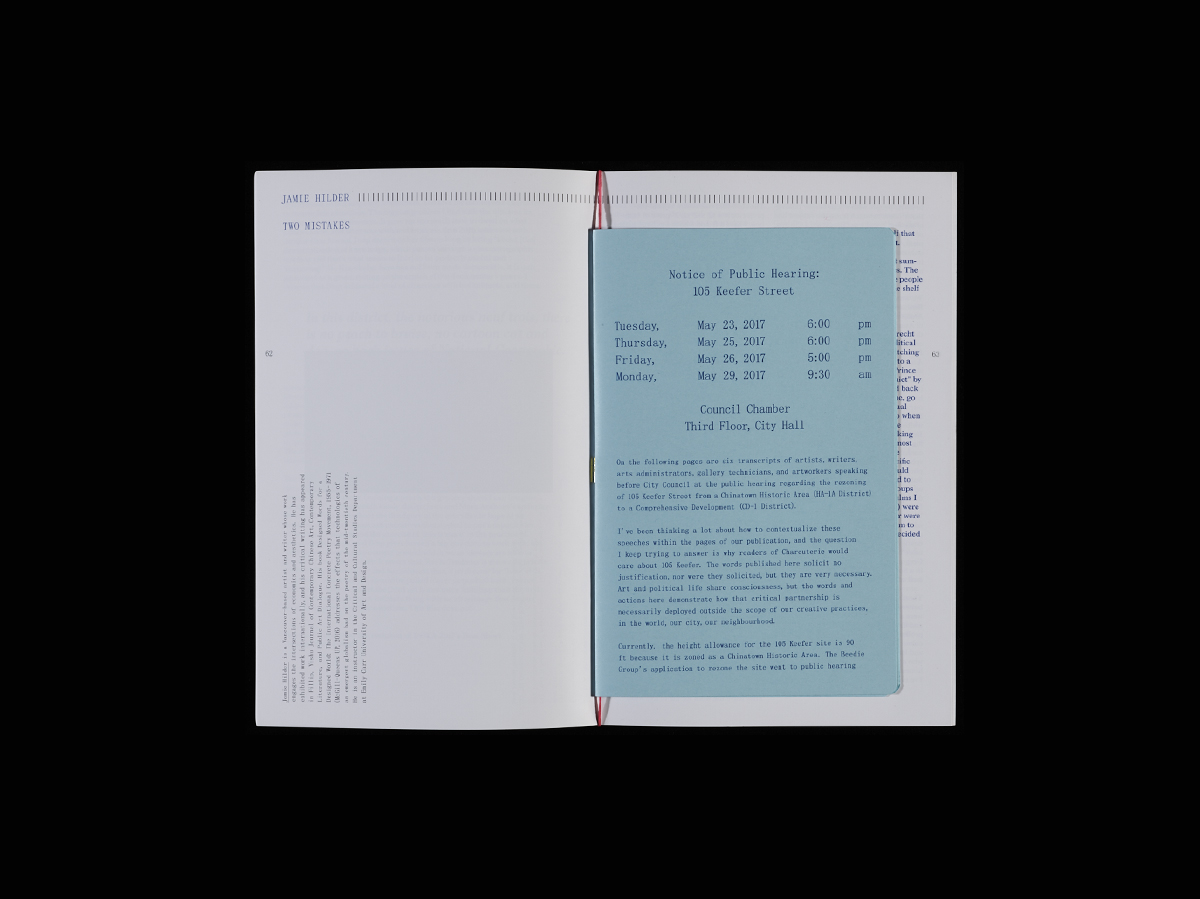 JAMIE HILDER
TWO MISTAKES
62
Jamie Hilder is a Vancouver-based artist and writer whose work
engages the intersections of economics and aesthetics. He has
exhibited work internationally, and his critical writing has appeared
in Fillip, Yishu Journal of Contemporary Chinese Art, Contemporary
Literature, and Public Art Dialogue. His book Designed Words for a
Designed World: The International Concrete Poetry Movement, 1955–1971
(McGill Queens UP, 2016) addresses the effects that technologies of
an emergent globalism had on the poetry of the mid-twentieth century.
He is an instructor in the Critical and Cultural Studies Department
at Emily Carr University of Art and Design.
Notice of Public Hearing:
105 Keefer Street
Tuesday, May 23, 2017 6:00 pm
Thursday, May 25, 2017 6:00 pm
Friday, May 26, 2017 5:00 pm
Monday, May 29, 2017 9:30 am
Council Chamber
Third Floor, City Hall
On the following pages are six transcripts of artists, writers,
arts administrators, gallery technicians, and artworkers speaking
before City Council at the public hearing regarding the rezoning
of 105 Keefer Street from a Chinatown Historic Area (HA-1A District)
to a Comprehensive Development (CD-1 District).
I've been thinking a lot about how to contextualize these
speeches within the pages of our publication, and the question
I keep trying to answer is why readers of Charcuterie would
care about 105 Keefer. The words published here solicit no
justification, nor were they solicited, but they are very necessary.
Art and political life share consciousness, but the words and
actions here demonstrate how that critical partnership is
necessarily deployed outside the scope of our creative practices,
in the world, our city, our neighbourhood.
Currently, the height allowance for the 105 Keefer site is 90
ft because it is zoned as a Chinatown Historic Area. The Beedie
Group's application to rezone the site went to public hearing
that
sum-
s. The
people
e shelf
recht
litical
tching
to a
Prince
by
back
go
when
king
most
cific
to
I
were
were
to
ecided
63